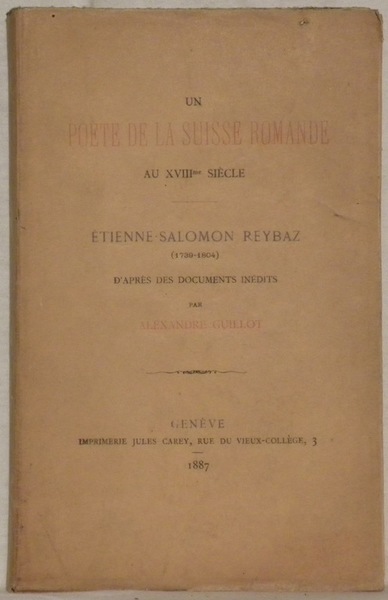 UN
POÈTE DE LA SUISSE ROMANDE
AU XVIIIme SIÈCLE
ETIENNE-SALOMON REYBAZ
(1739-1804)
D'APRÈS DES DOCUMENTS INÉDITS
PAR
ALEXANDRE GUILLOT
GENÈVE
IMPRIMERIE JULES CAREY, RUE DU VIEUX-COLLÈGE, 3
1887